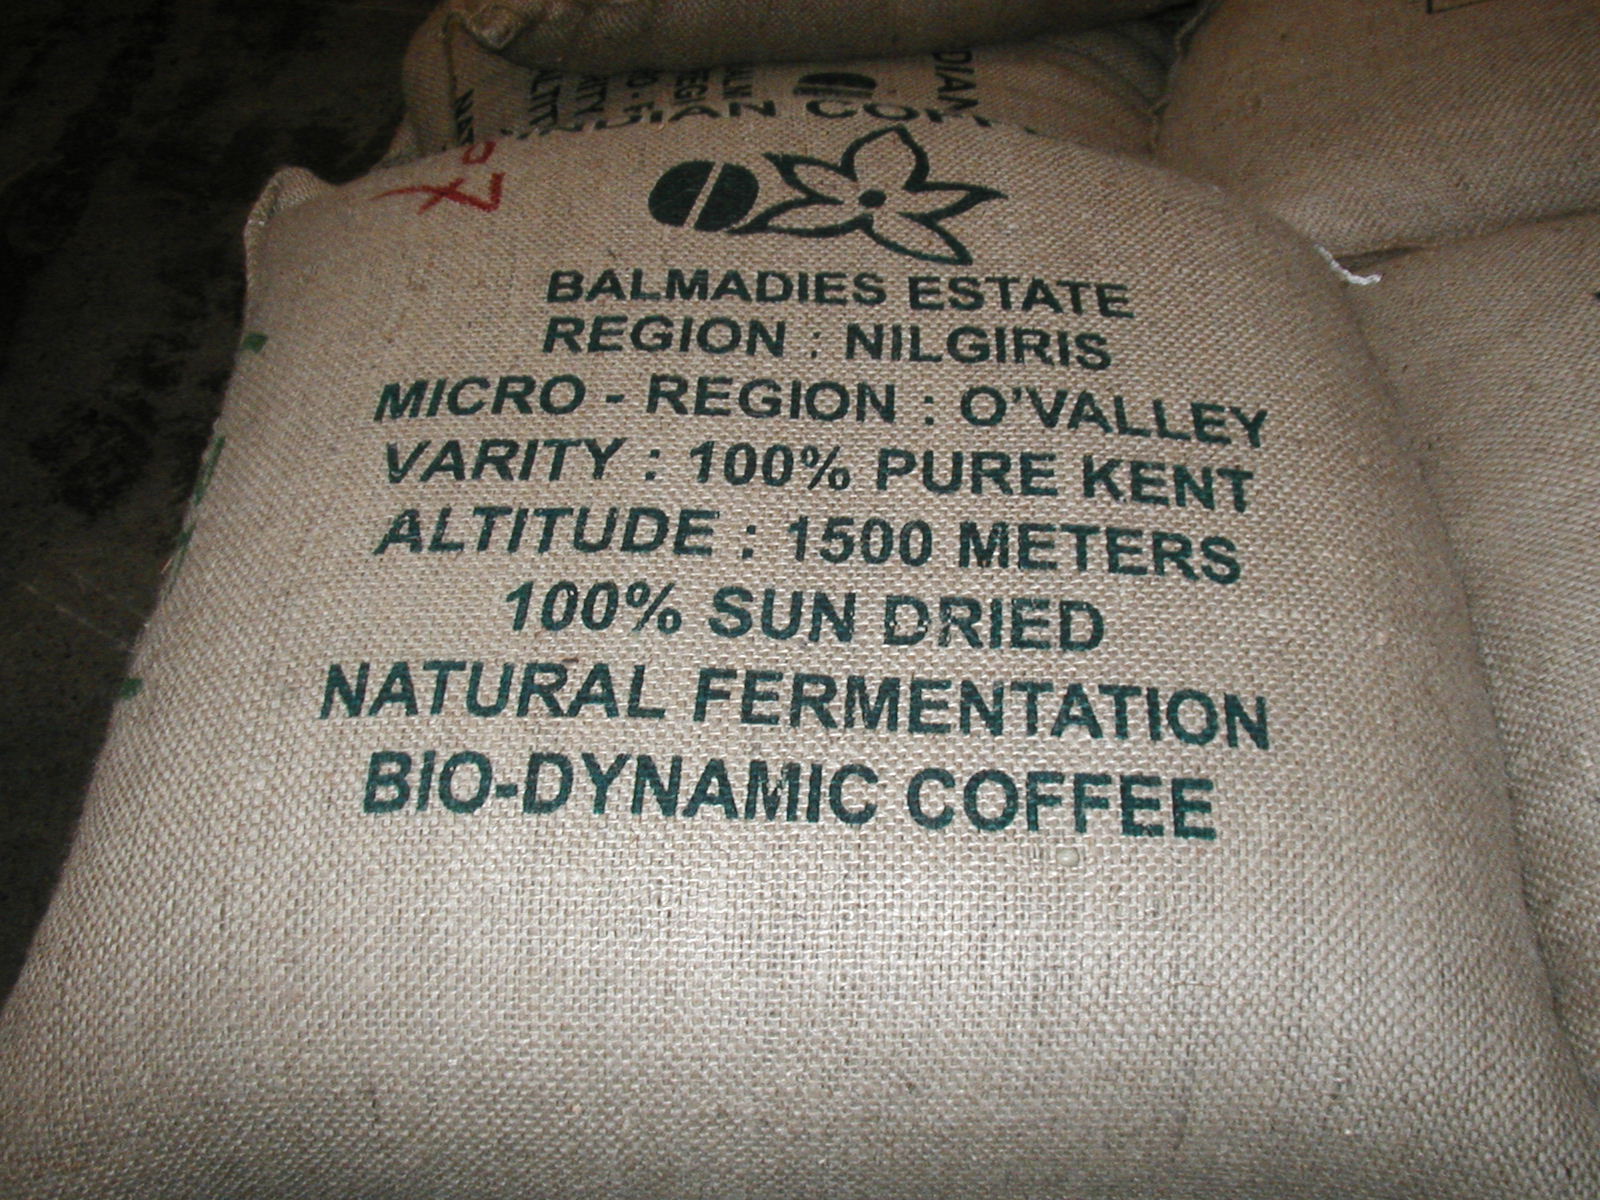 BALMADIES ESTATE
REGION : NILGIRIS
MICRO - REGION : O'VALLEY
VARITY : 100% PURE KENT
ALTITUDE : 1500 METERS
100% SUN DRIED
NATURAL FERMENTATION
BIO-DYNAMIC COFFEE